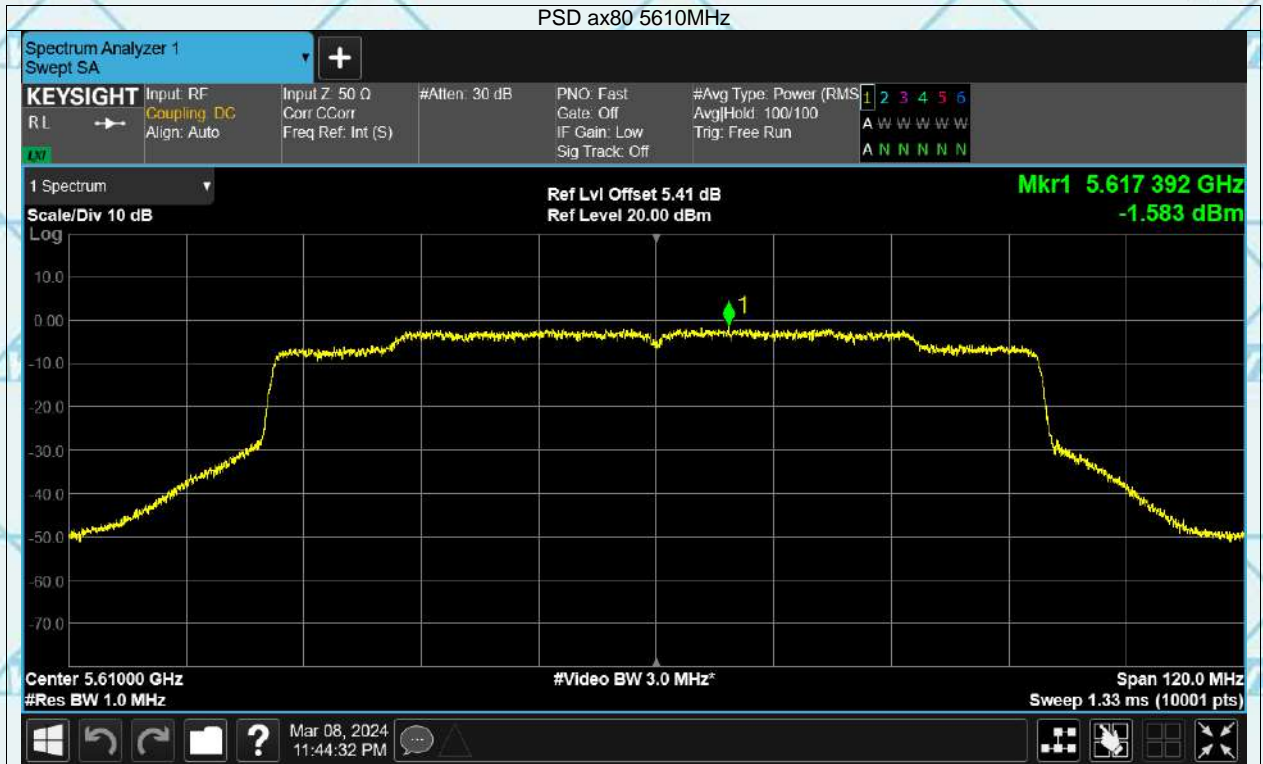 PSD ax80 5610MHz
Spectrum Analyzer 1
Swept SA
KEYSIGHT
R L
LXI
Input: RF
Coupling: DC
Align: Auto
Input Z: 50 Ω
Corr CCorr
Freq Ref: Int (S)
#Atten: 30 dB
PNO: Fast
Gate: Off
IF Gain: Low
Sig Track: Off
#Avg Type: Power (RMS
Avg|Hold: 100/100
Trig: Free Run
1 2 3 4 5 6
A W W W W W
A N N N N N
1 Spectrum
Scale/Div 10 dB
Log
Ref Lvl Offset 5.41 dB
Ref Level 20.00 dBm
Mkr1 5.617 392 GHz
-1.583 dBm
10.0
0.00
-10.0
-20.0
-30.0
-40.0
-50.0
-60.0
-70.0
1
Center 5.61000 GHz
#Res BW 1.0 MHz
#Video BW 3.0 MHz*
Span 120.0 MHz
Sweep 1.33 ms (10001 pts)
?
Mar 08, 2024
11:44:32 PM